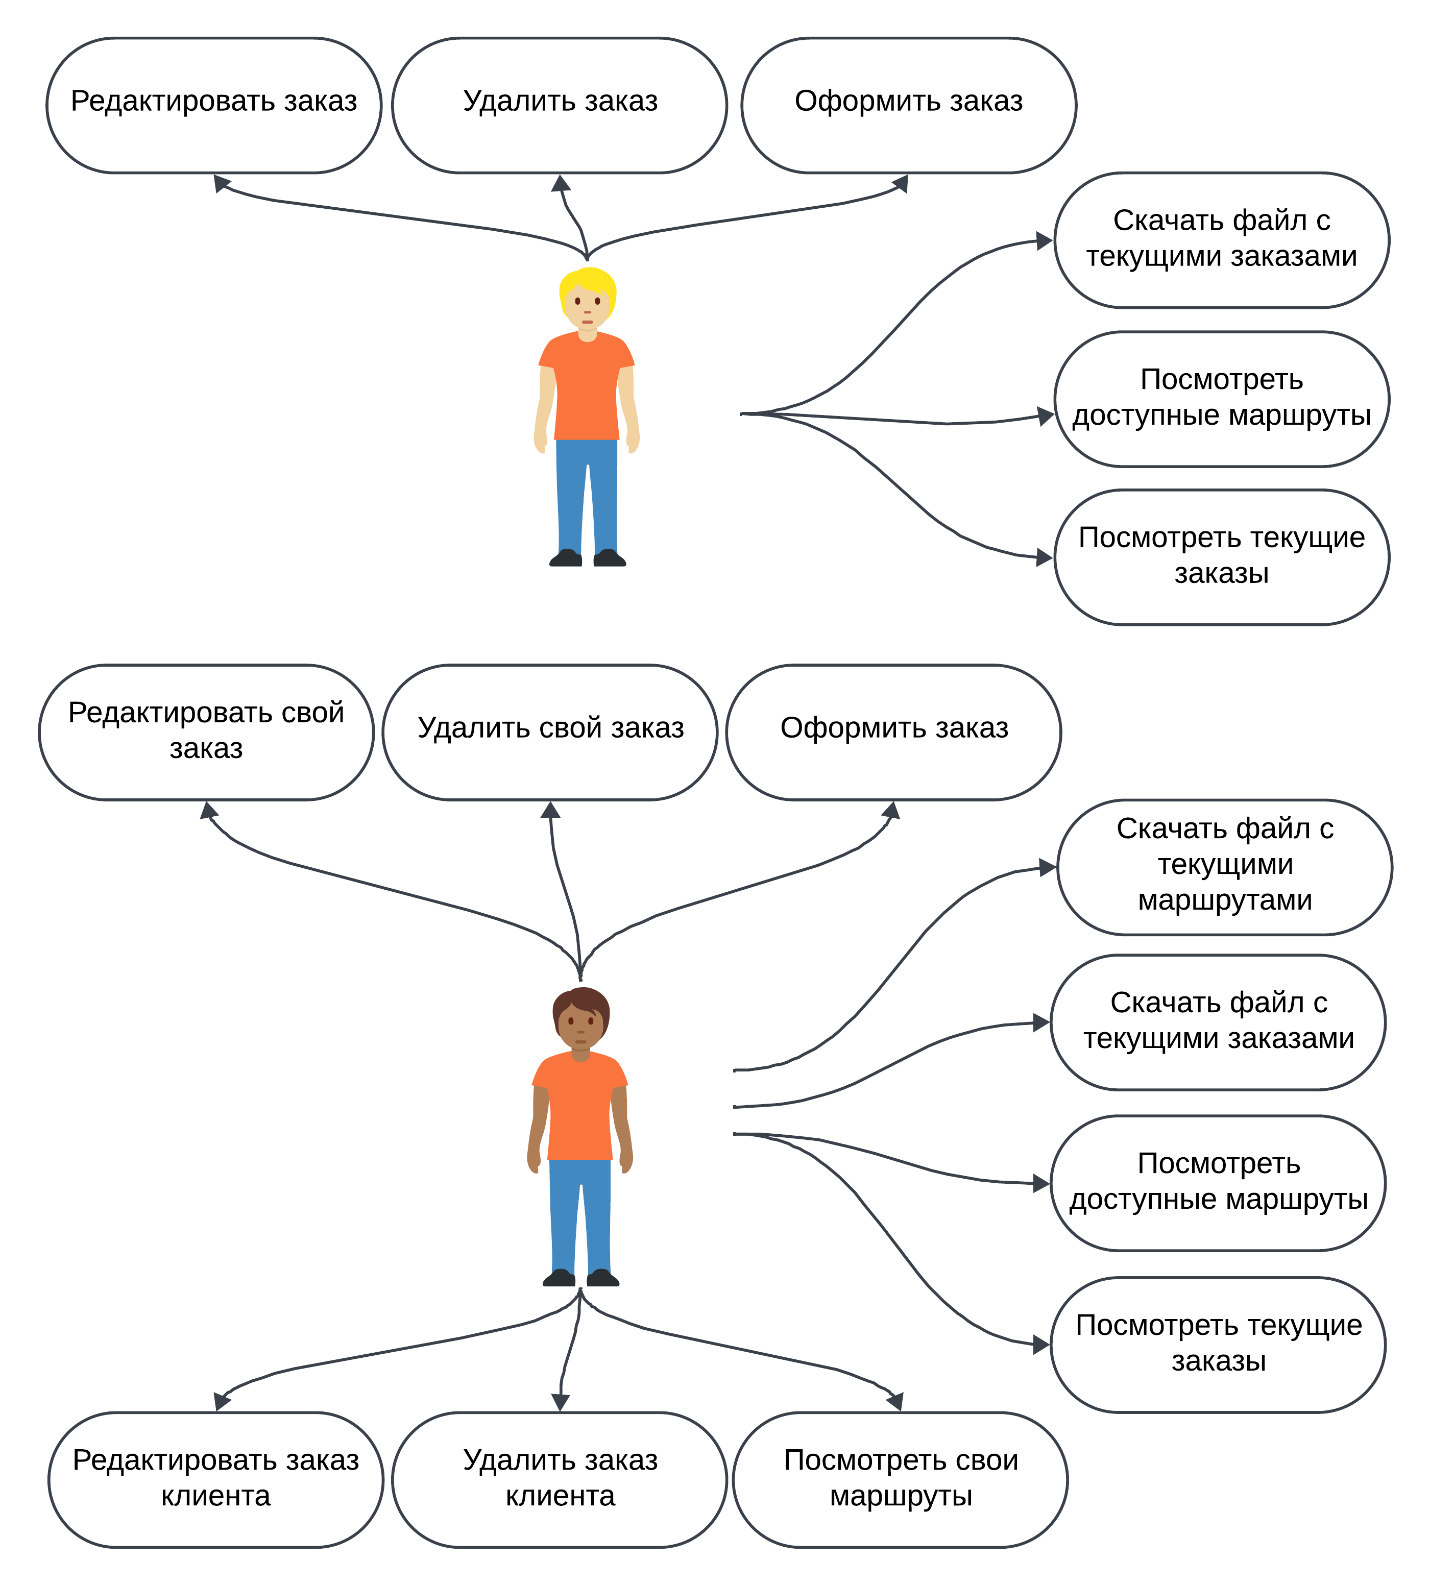 Редактировать заказ
Удалить заказ
Оформить заказ
Скачать файл с
текущими заказами
Посмотреть
доступные маршруты
Посмотреть текущие
заказы
Редактировать свой
заказ
Удалить свой заказ
Оформить заказ
Скачать файл с
текущими
маршрутами
Скачать файл с
текущими заказами
Посмотреть
доступные маршруты
Посмотреть текущие
заказы
Редактировать заказ
клиента
Удалить заказ
клиента
Посмотреть свои
маршруты